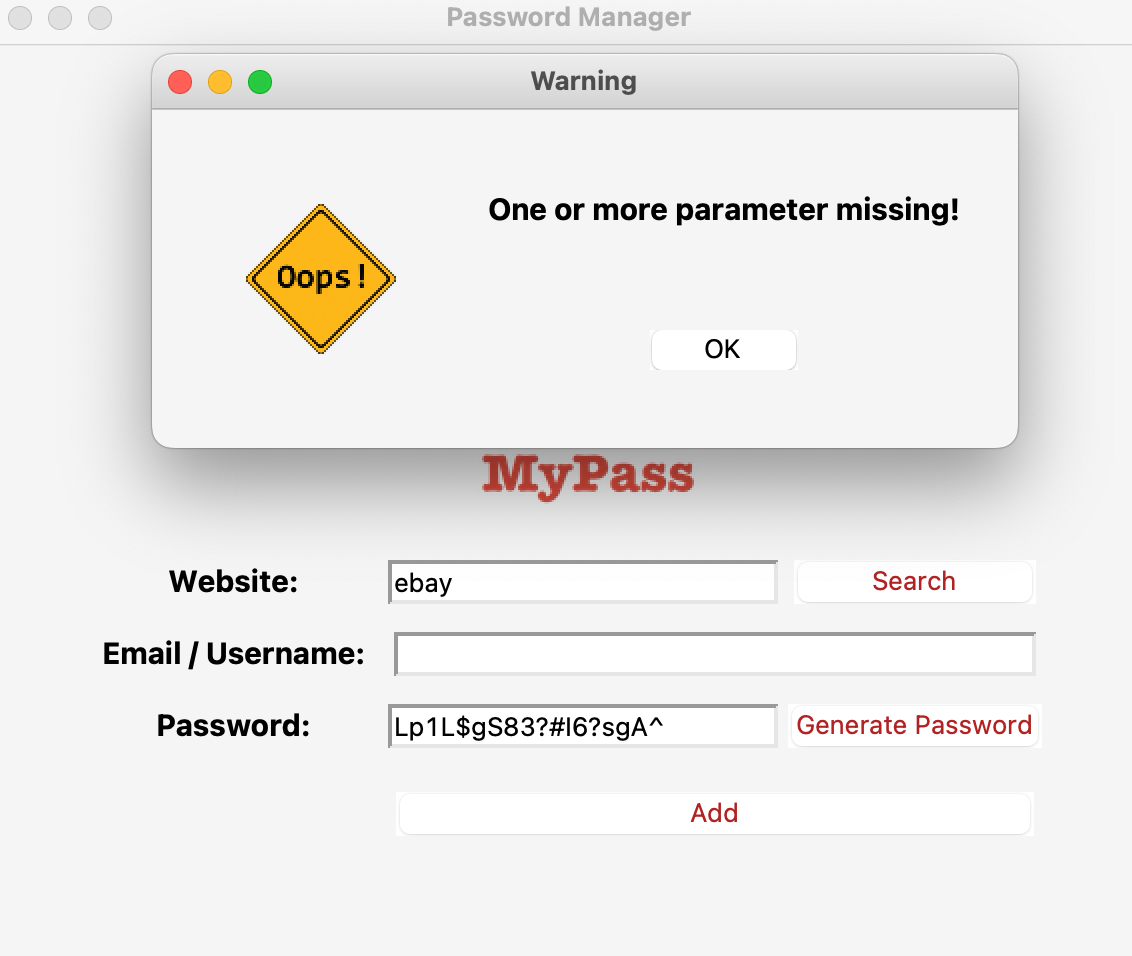 Password Manager
Warning
One or more parameter missing!
Oops!
OK
MyPass
Website:
ebay
Search
Email / Username:
Password:
Lp1L$gS83?#l6?sgA^
Generate Password
Add